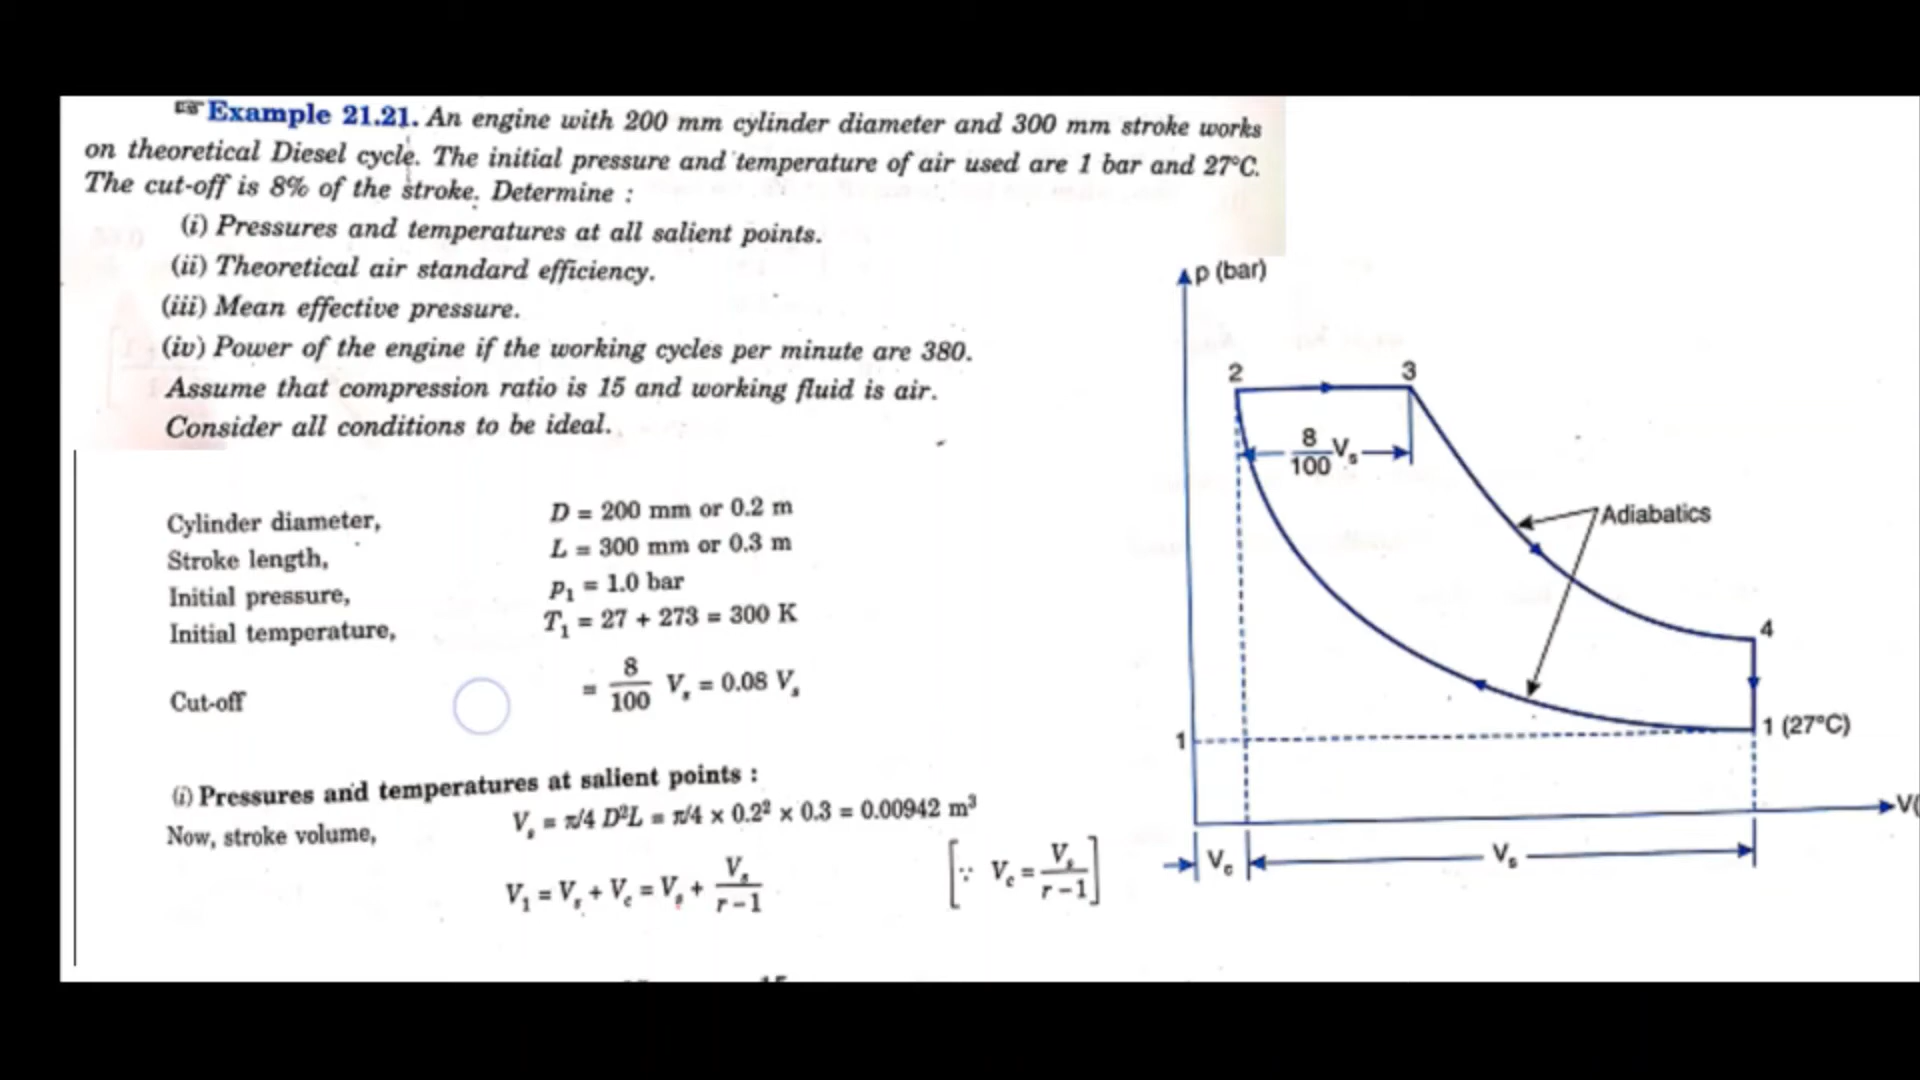 ☞ Example 21.21. An engine with 200 mm cylinder diameter and 300 mm stroke works
on theoretical Diesel cycle. The initial pressure and temperature of air used are 1 bar and 27°C.
The cut-off is 8% of the stroke. Determine :
(i) Pressures and temperatures at all salient points.
(ii) Theoretical air standard efficiency.
(iii) Mean effective pressure.
(iv) Power of the engine if the working cycles per minute are 380.
Assume that compression ratio is 15 and working fluid is air.
Consider all conditions to be ideal.
Cylinder diameter, D = 200 mm or 0.2 m
Stroke length, L = 300 mm or 0.3 m
Initial pressure, p₁ = 1.0 bar
Initial temperature, T₁ = 27 + 273 = 300 K
Cut-off = 8/100 Vₛ = 0.08 Vₛ
(i) Pressures and temperatures at salient points :
Now, stroke volume, Vₛ = π/4 D²L = π/4 × 0.2² × 0.3 = 0.00942 m³
V₁ = Vₛ + V꜀ = Vₛ + Vₛ/r – 1 [∵ V꜀ = Vₛ/r – 1]
p (bar)
2
3
8/100 Vₛ
Adiabatics
4
1 (27°C)
1
V(
V꜀
Vₛ